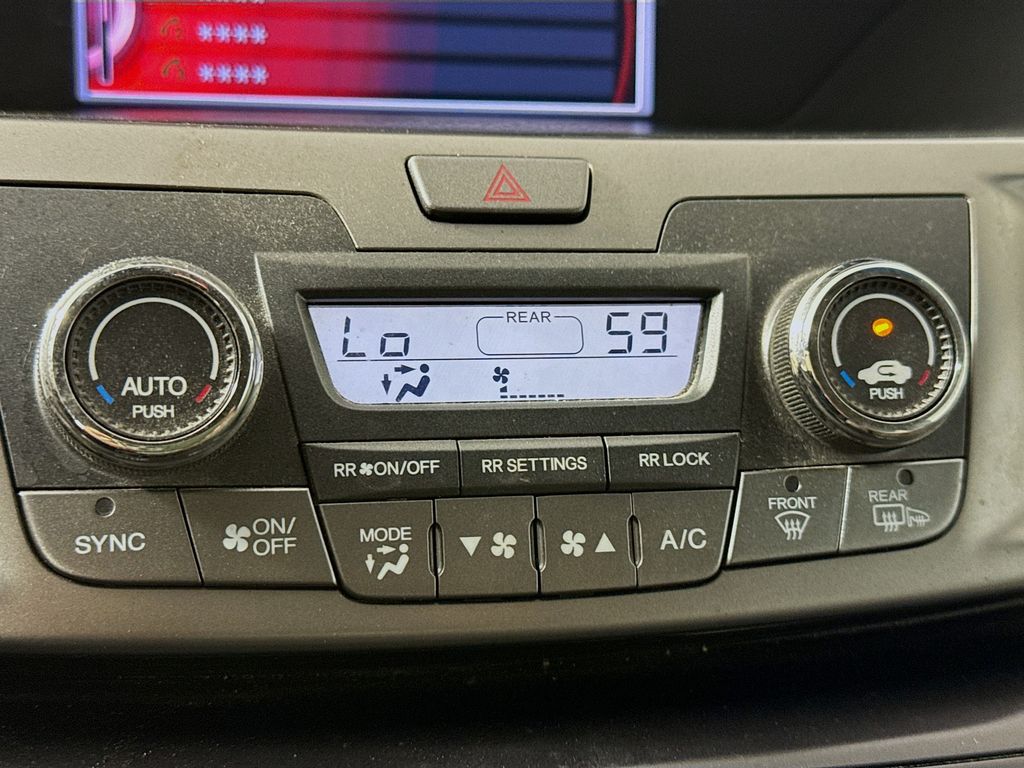 ****
****
Lo
REAR
59
AUTO
PUSH
PUSH
RR ON/OFF
RR SETTINGS
RR LOCK
SYNC
ON/
OFF
MODE
A/C
FRONT
REAR